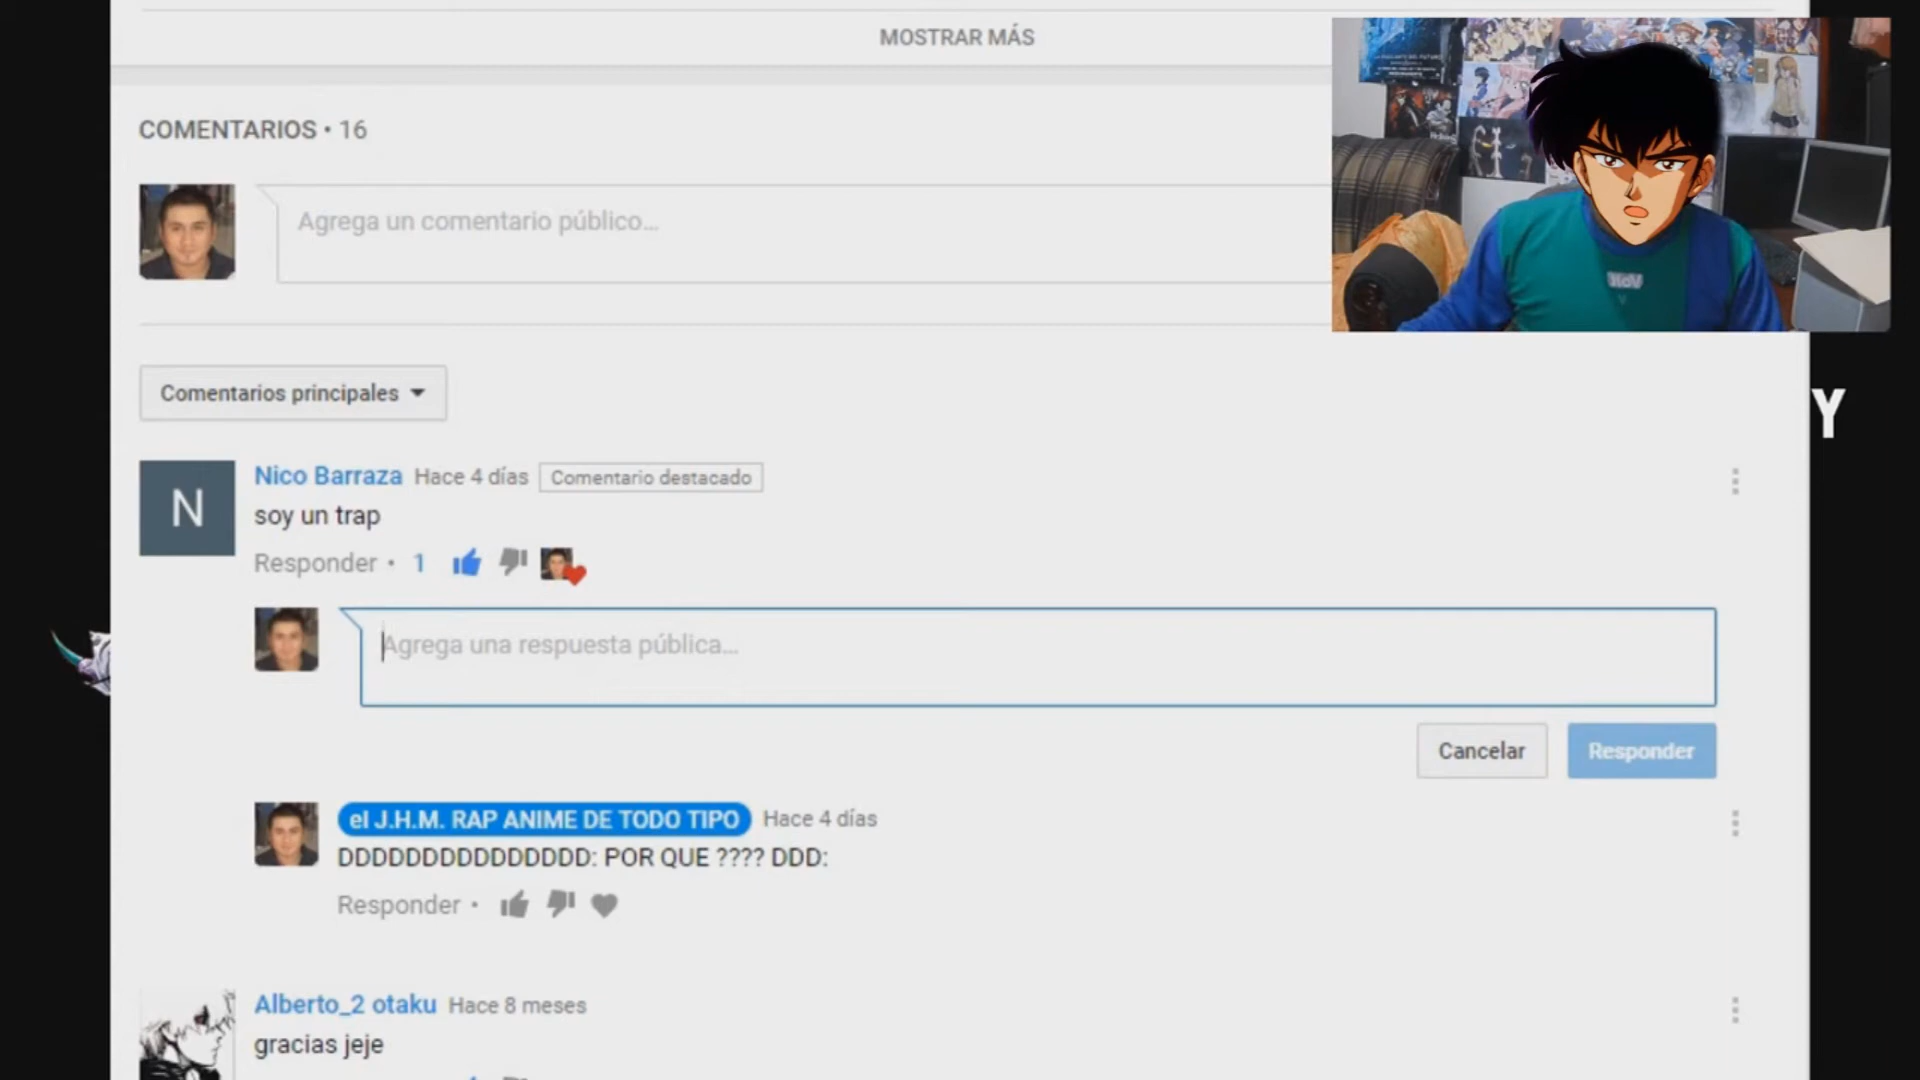 MOSTRAR MÁS
COMENTARIOS • 16
Agrega un comentario público...
Comentarios principales
Y
N
Nico Barraza Hace 4 días Comentario destacado
soy un trap
Responder • 1
Agrega una respuesta pública...
Cancelar Responder
el J.H.M. RAP ANIME DE TODO TIPO Hace 4 días
DDDDDDDDDDDDDDD: POR QUE ???? DDD:
Responder •
Alberto_2 otaku Hace 8 meses
gracias jeje